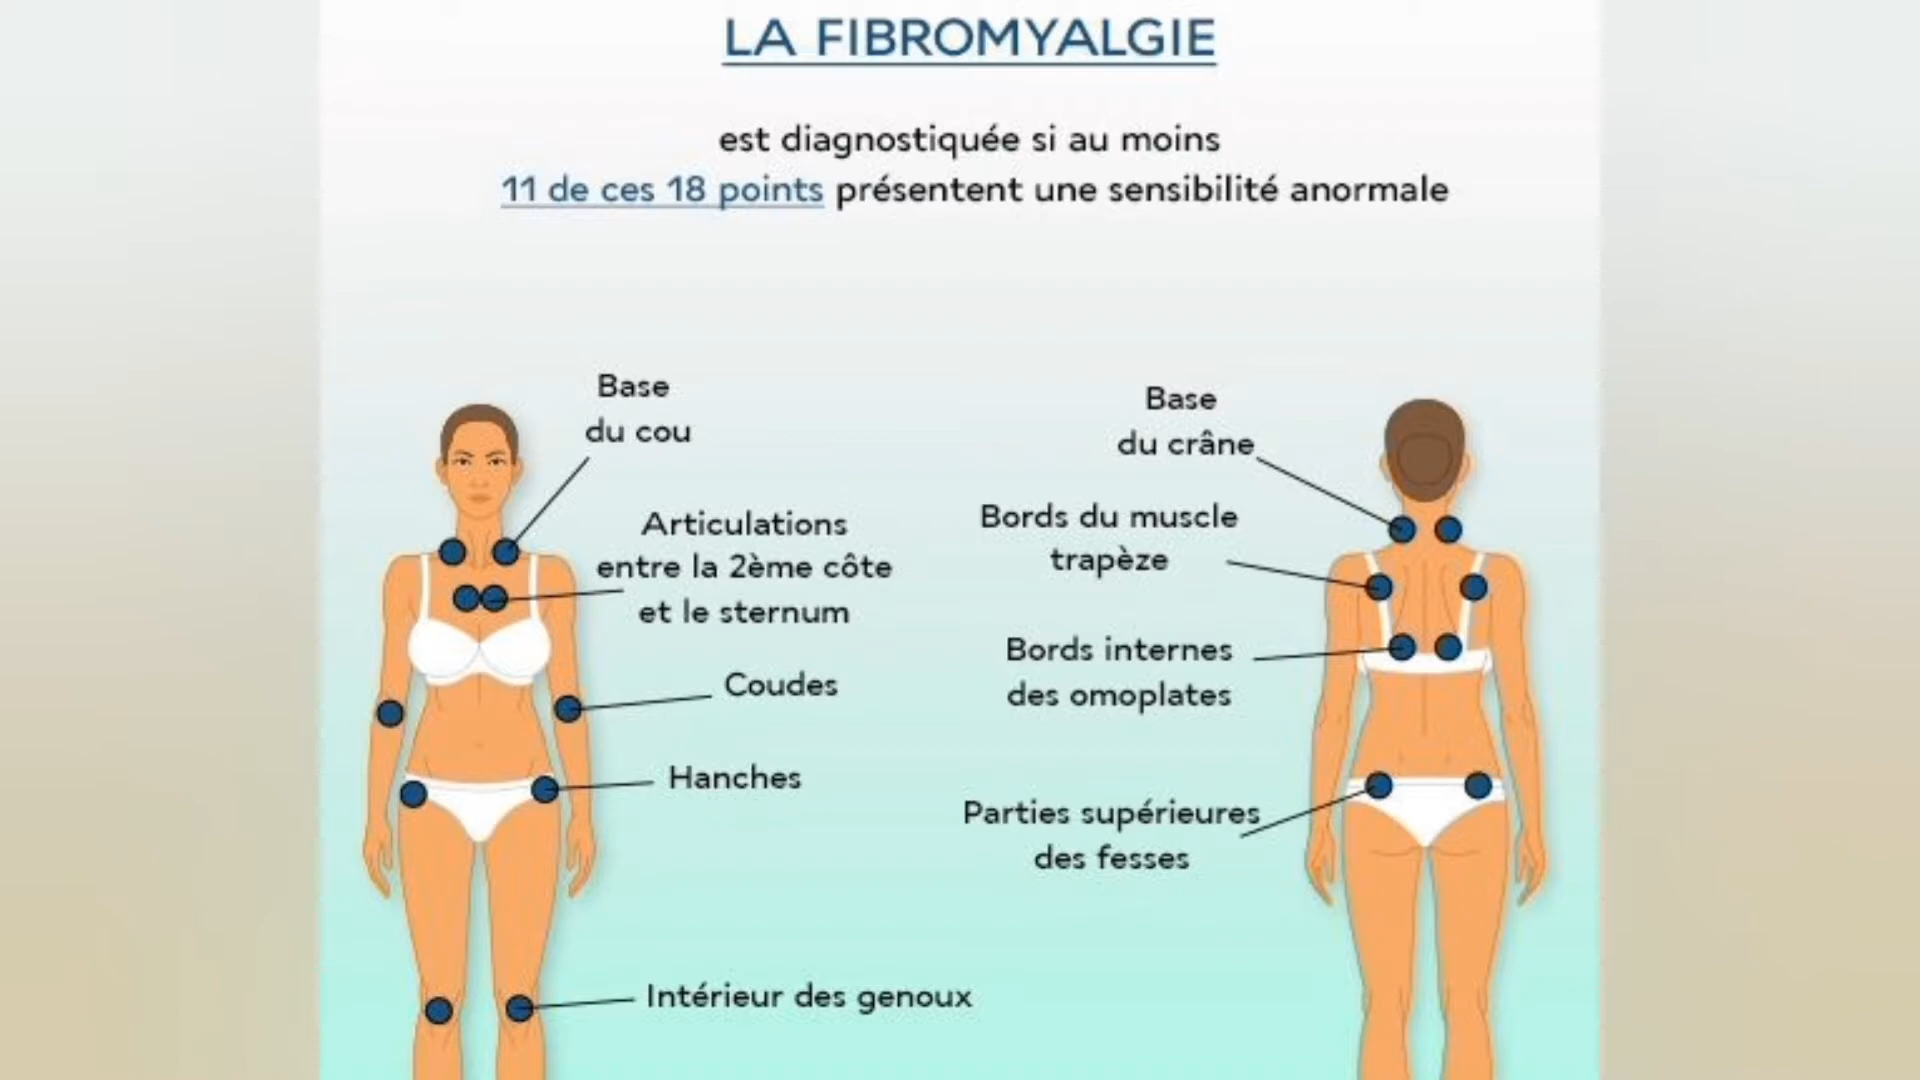 LA FIBROMYALGIE
est diagnostiquée si au moins
11 de ces 18 points présentent une sensibilité anormale
Base
du cou
Articulations
entre la 2ème côte
et le sternum
Coudes
Hanches
Intérieur des genoux
Base
du crâne
Bords du muscle
trapèze
Bords internes
des omoplates
Parties supérieures
des fesses